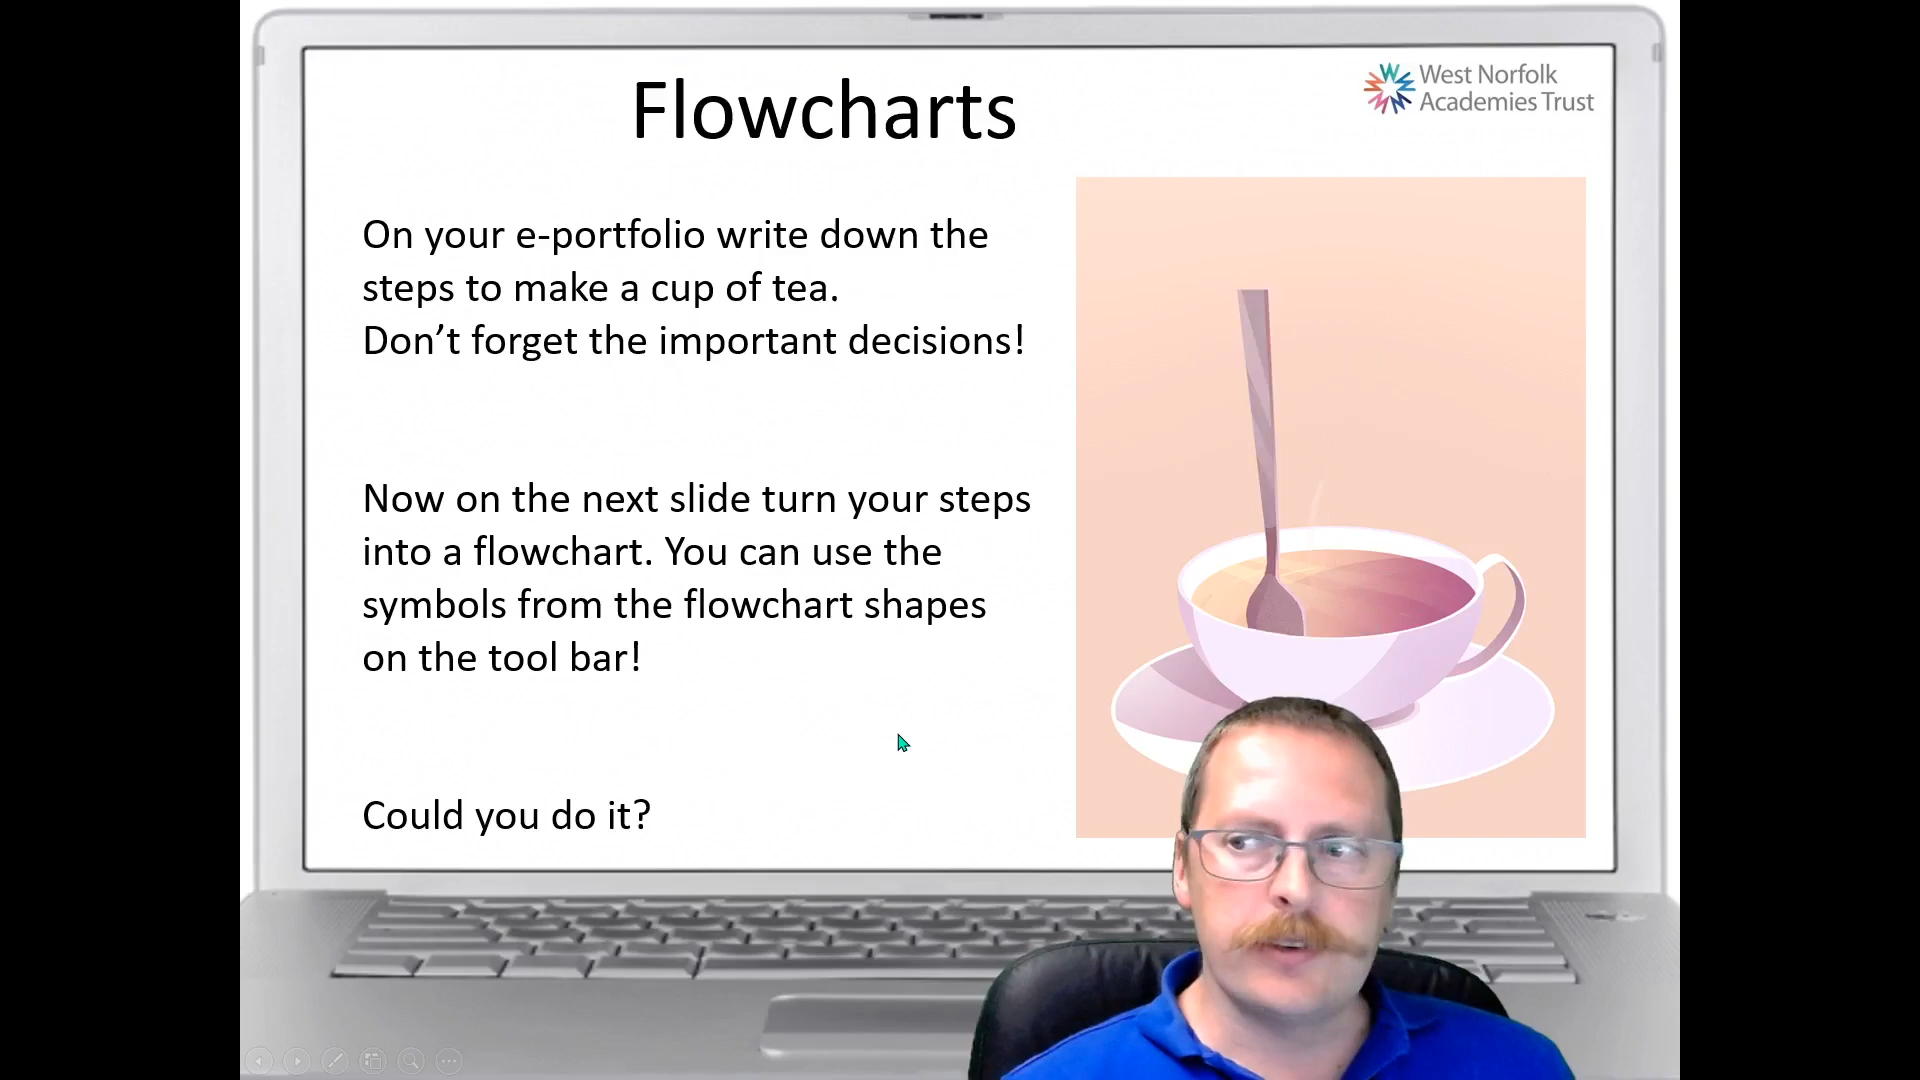 Flowcharts
West Norfolk
Academies Trust
On your e-portfolio write down the
steps to make a cup of tea.
Don’t forget the important decisions!
Now on the next slide turn your steps
into a flowchart. You can use the
symbols from the flowchart shapes
on the tool bar!
Could you do it?